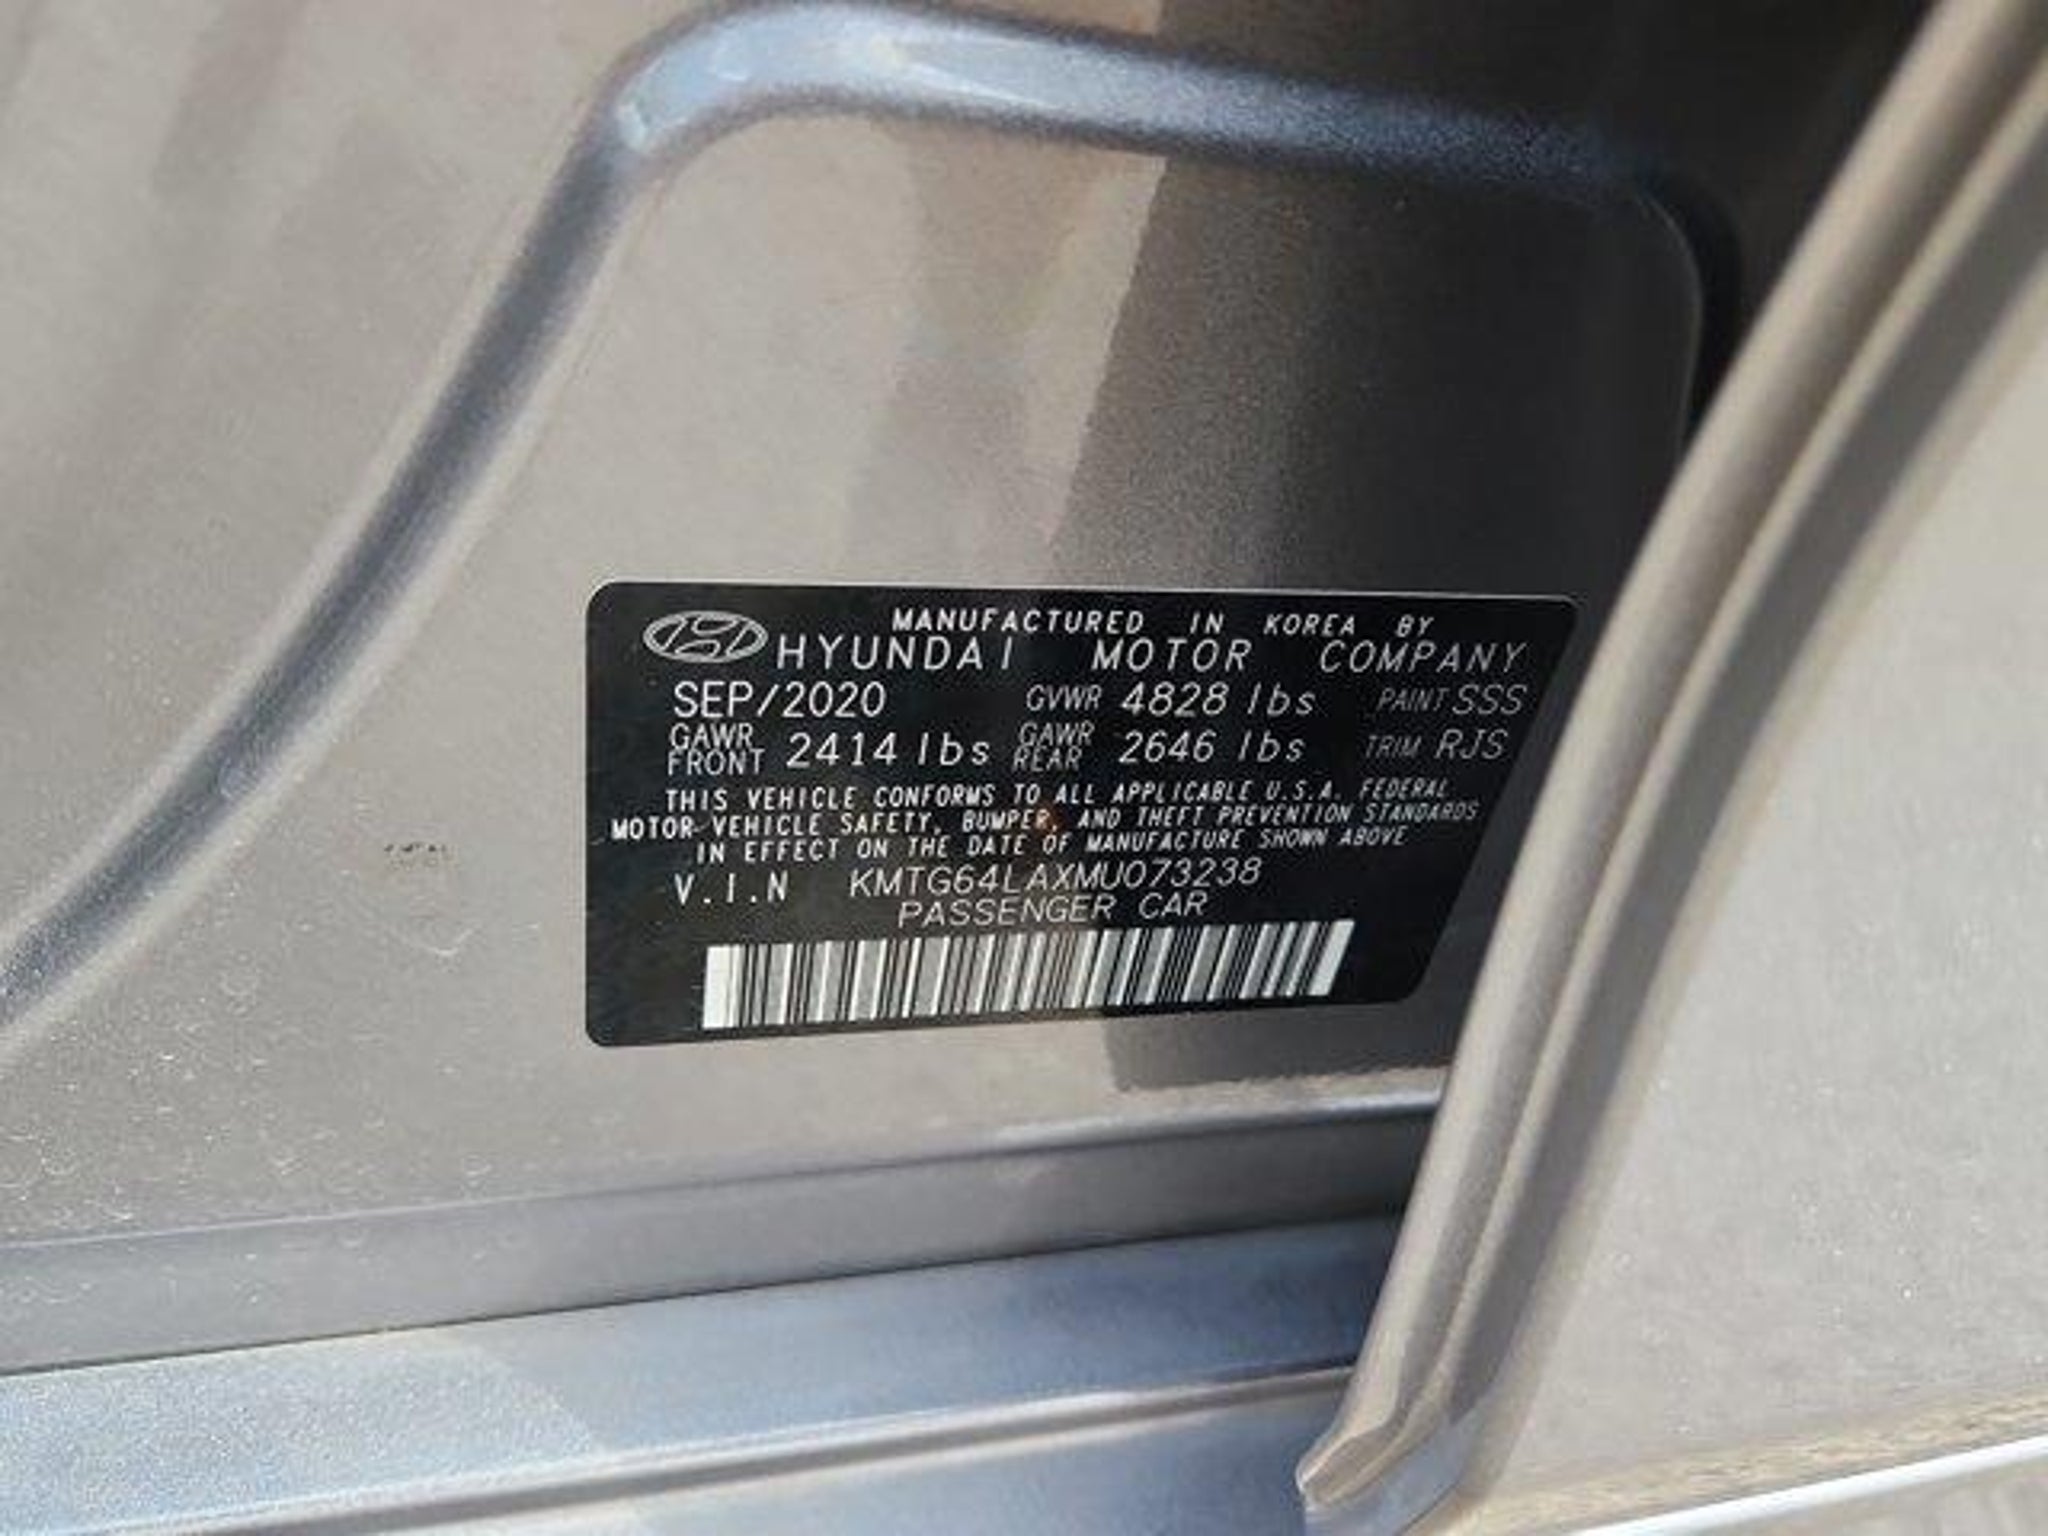 MANUFACTURED IN KOREA BY
HYUNDAI MOTOR COMPANY
SEP/2020 GVWR 4828 lbs PAINT SSS
GAWR FRONT 2414 lbs GAWR REAR 2646 lbs TRIM RJS
THIS VEHICLE CONFORMS TO ALL APPLICABLE U.S.A. FEDERAL
MOTOR VEHICLE SAFETY, BUMPER, AND THEFT PREVENTION STANDARDS
IN EFFECT ON THE DATE OF MANUFACTURE SHOWN ABOVE
V.I.N KMTG64LAXMU073238
PASSENGER CAR